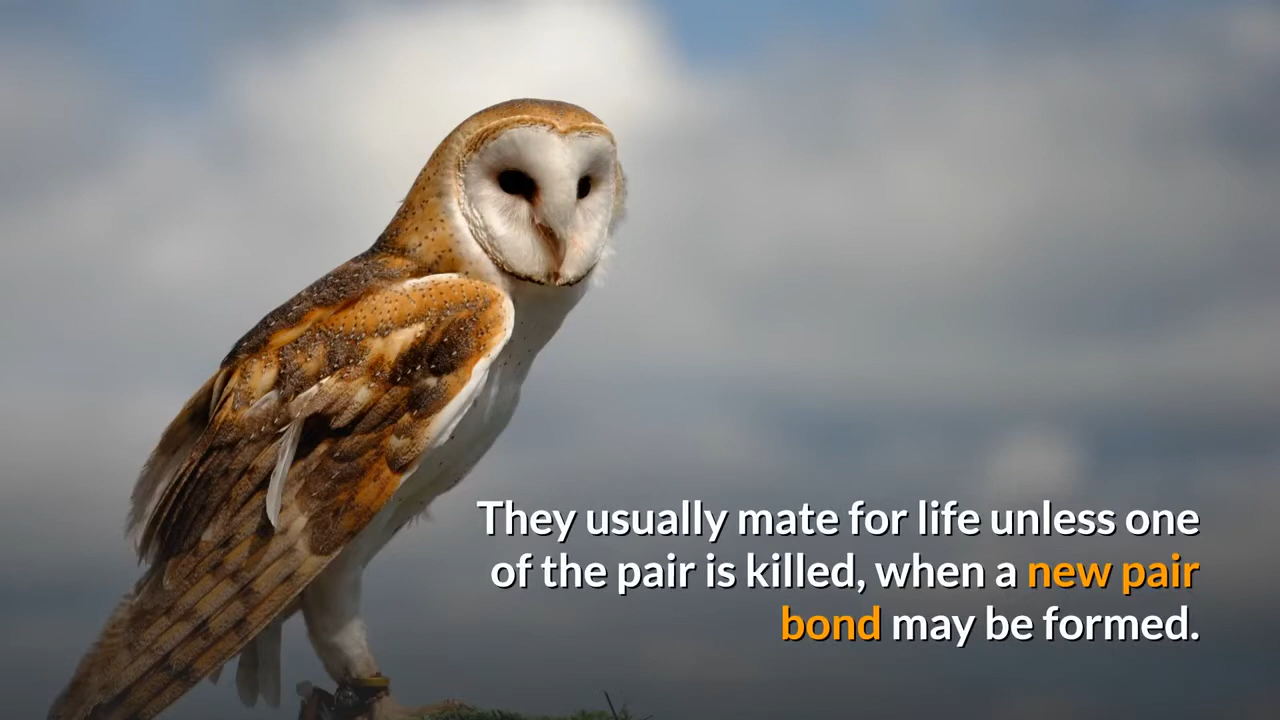 They usually mate for life unless one
of the pair is killed, when a new pair
bond may be formed.